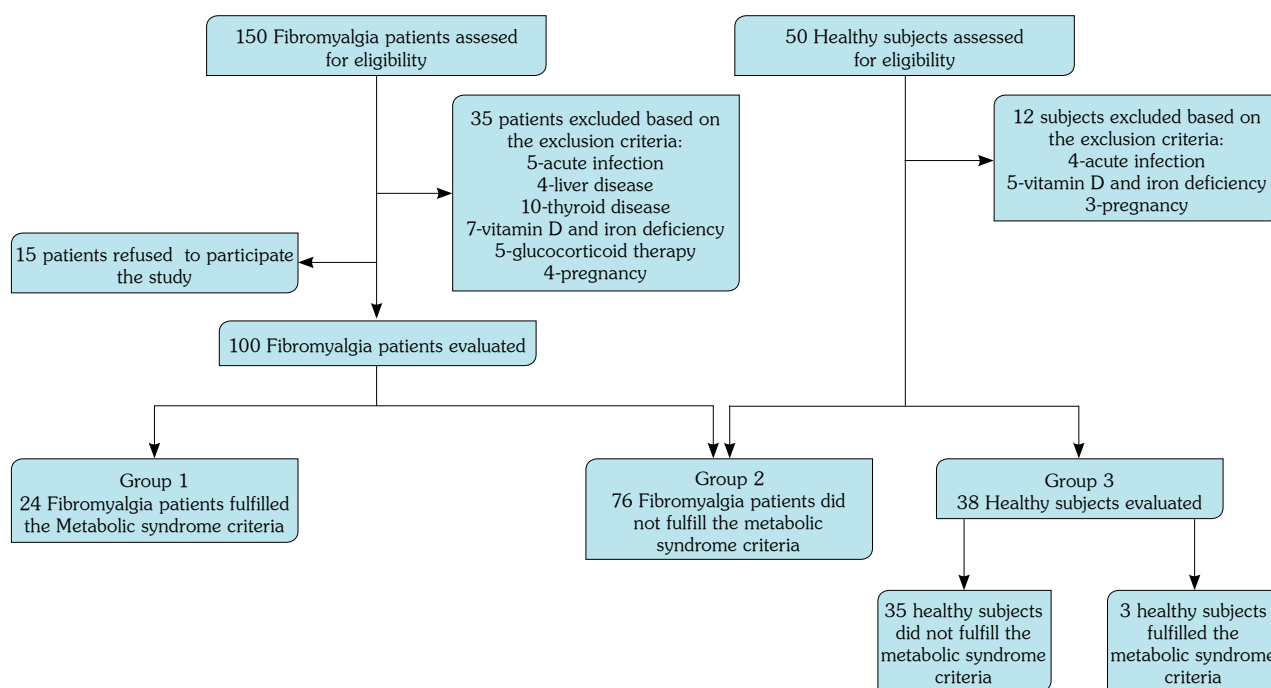 150 Fibromyalgia patients assesed
for eligibility
50 Healthy subjects assessed
for eligibility
35 patients excluded based on
the exclusion criteria:
5-acute infection
4-liver disease
10-thyroid disease
7-vitamin D and iron deficiency
5-glucocorticoid therapy
4-pregnancy
12 subjects excluded based on
the exclusion criteria:
4-acute infection
5-vitamin D and iron deficiency
3-pregnancy
15 patients refused to participate
the study
100 Fibromyalgia patients evaluated
Group 1
24 Fibromyalgia patients fulfilled
the Metabolic syndrome criteria
Group 2
76 Fibromyalgia patients did
not fulfill the metabolic
syndrome criteria
Group 3
38 Healthy subjects evaluated
35 healthy subjects
did not fulfill the
metabolic syndrome
criteria
3 healthy subjects
fulfilled the
metabolic syndrome
criteria